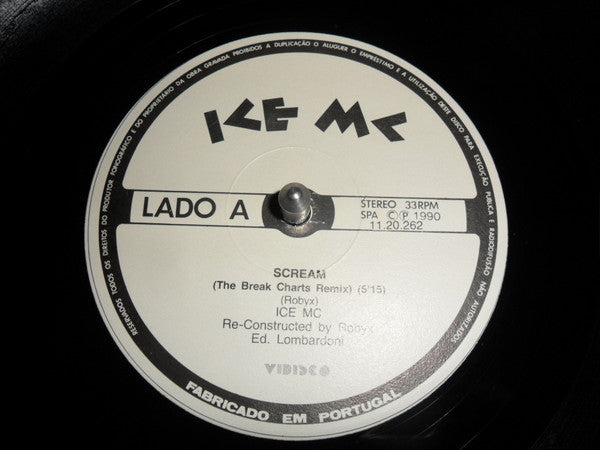 RESERVADOS TODOS OS DIREITOS DO PRODUTOR FONOGRÁFICO E DO PROPRIETÁRIO DA OBRA GRAVADA PROIBIDOS A DUPLICAÇÃO O ALUGUER O EMPRÉSTIMO E A UTILIZAÇÃO DESTE DISCO PARA EXECUÇÃO PUBLICA E RADIODIFUSÃO NÃO AUTORIZADOS
ICE MC
LADO A
STEREO 33RPM
SPA Ⓒ Ⓟ 1990
11.20.262
SCREAM
(The Break Charts Remix) (5'15)
(Robyx)
ICE MC
Re-Constructed by Robyx
Ed. Lombardoni
VIDISCO
FABRICADO EM PORTUGAL